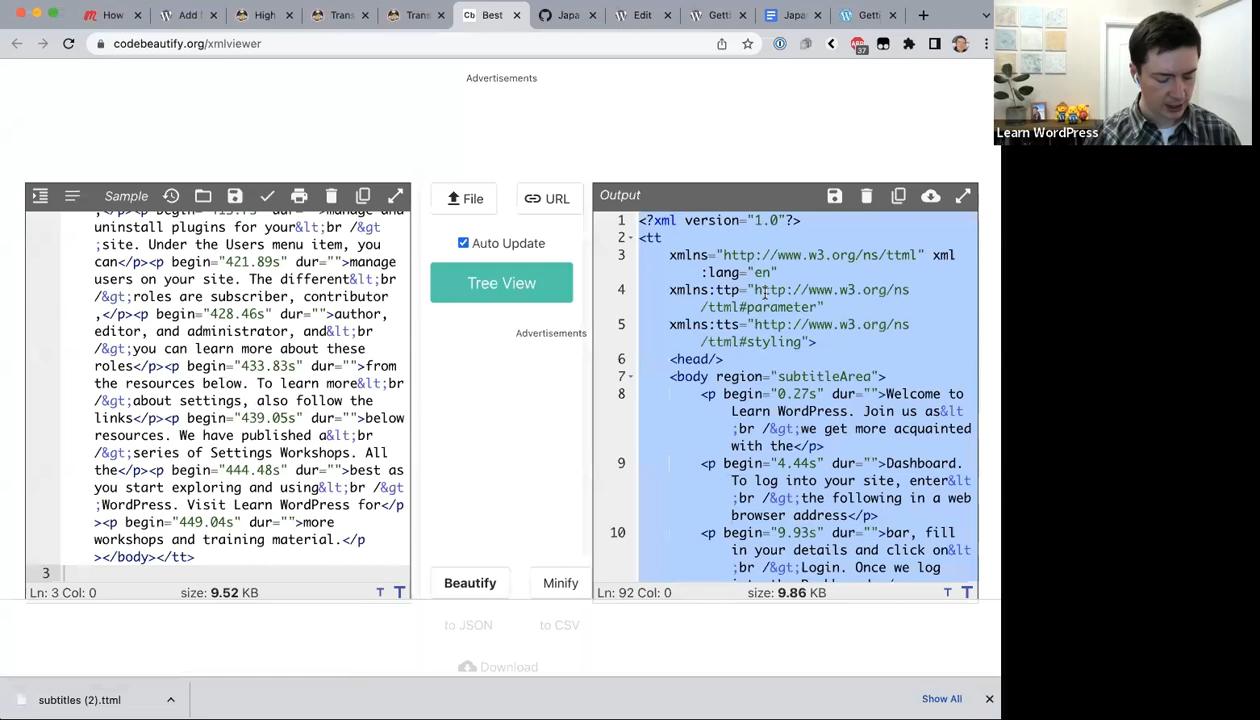 How
Add
High
Trans
Trans
Cb Best
Japa
Edit
Getti
Japa
Getti
codebeautify.org/xmlviewer
37
Advertisements
Learn WordPress
Sample
File
URL
Output
Auto Update
Tree View
Advertisements
Beautify
Minify
to JSON
to CSV
Download
,</p><p begin="415.7s" dur="">manage and
uninstall plugins for your&lt;br /&gt
;site. Under the Users menu item, you
can</p><p begin="421.89s" dur="">manage
users on your site. The different&lt;br
/&gt;roles are subscriber, contributor
,</p><p begin="428.46s" dur="">author,
editor, and administrator, and&lt;br
/&gt;you can learn more about these
roles</p><p begin="433.83s" dur="">from
the resources below. To learn more&lt;br
/&gt;about settings, also follow the
links</p><p begin="439.05s" dur="">below
resources. We have published a&lt;br
/&gt;series of Settings Workshops. All
the</p><p begin="444.48s" dur="">best as
you start exploring and using&lt;br /&gt
;WordPress. Visit Learn WordPress for</p
><p begin="449.04s" dur="">more
workshops and training material.</p
></body></tt>
3
Ln: 3 Col: 0 size: 9.52 KB T T
1 <?xml version="1.0"?>
2 <tt
3 xmlns="http://www.w3.org/ns/ttml" xml
:lang="en"
4 xmlns:ttp="http://www.w3.org/ns
/ttml#parameter"
5 xmlns:tts="http://www.w3.org/ns
/ttml#styling">
6 <head/>
7 <body region="subtitleArea">
8 <p begin="0.27s" dur="">Welcome to
Learn WordPress. Join us as&lt
;br /&gt;we get more acquainted
with the</p>
9 <p begin="4.44s" dur="">Dashboard.
To log into your site, enter&lt
;br /&gt;the following in a web
browser address</p>
10 <p begin="9.93s" dur="">bar, fill
in your details and click on&lt
;br /&gt;Login. Once we log
Ln: 92 Col: 0 size: 9.86 KB T T
subtitles (2).ttml
Show All